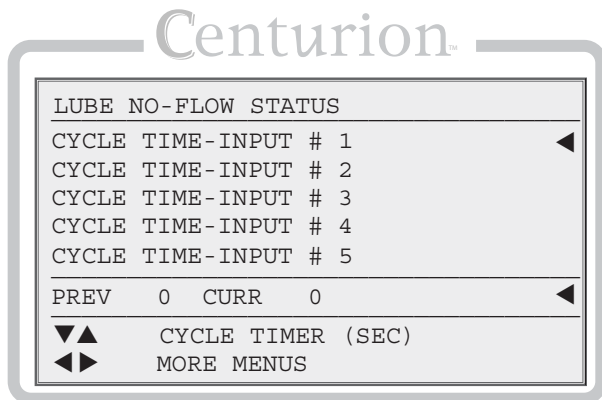 Centurion™
LUBE NO-FLOW STATUS
CYCLE TIME-INPUT # 1 ◀
CYCLE TIME-INPUT # 2
CYCLE TIME-INPUT # 3
CYCLE TIME-INPUT # 4
CYCLE TIME-INPUT # 5
PREV 0 CURR 0 ◀
▼▲ CYCLE TIMER (SEC)
◀▶ MORE MENUS